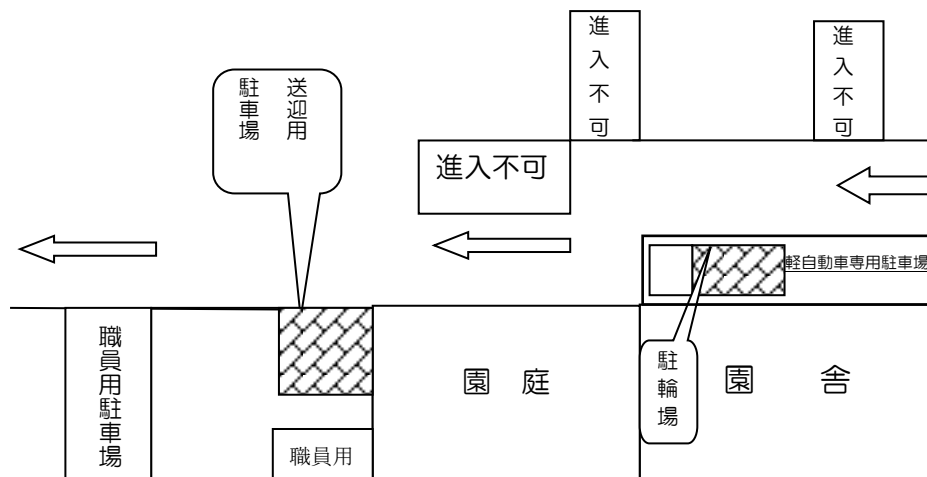 進入不可
進入不可
送迎用
駐車場
進入不可
軽自動車専用駐車場
職員用駐車場
園庭
駐輪場
園舎
職員用